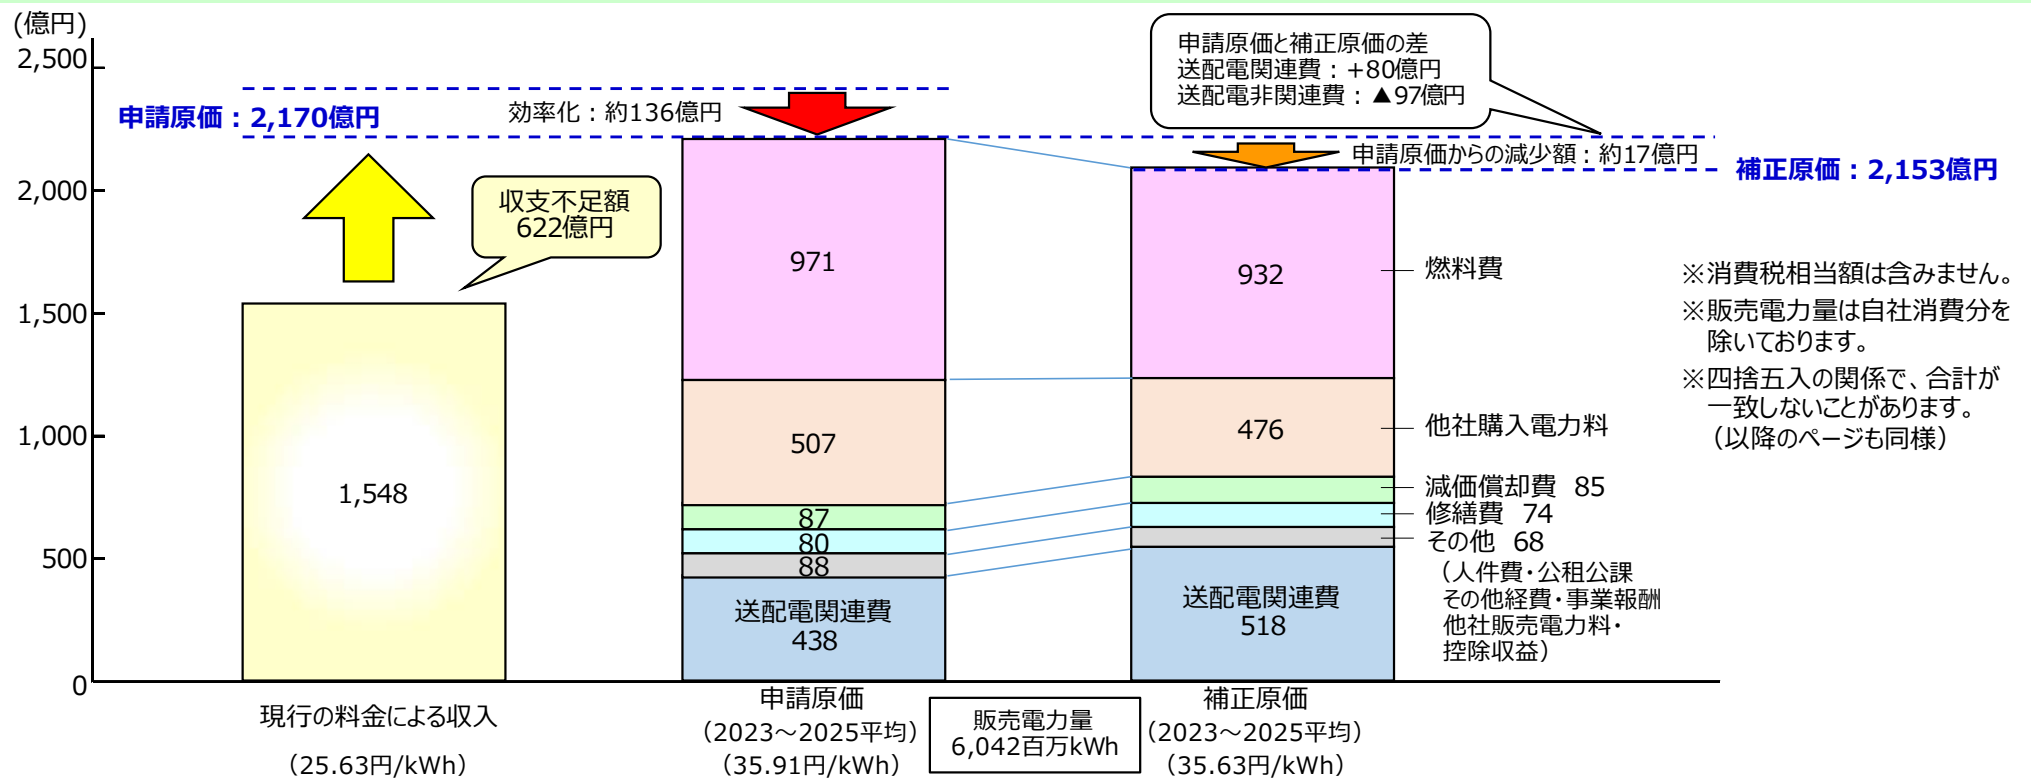 (億円)
2,500
2,000
1,500
1,000
500
0
申請原価：2,170億円
効率化：約136億円
申請原価と補正原価の差
送配電関連費：+80億円
送配電非関連費：▲97億円
申請原価からの減少額：約17億円
補正原価：2,153億円
収支不足額
622億円
1,548
971
507
87
80
88
送配電関連費
438
932
476
送配電関連費
518
燃料費
他社購入電力料
減価償却費 85
修繕費 74
その他 68
（人件費・公租公課
その他経費・事業報酬
他社販売電力料・
控除収益）
※消費税相当額は含みません。
※販売電力量は自社消費分を
除いております。
※四捨五入の関係で、合計が
一致しないことがあります。
（以降のページも同様）
現行の料金による収入
（25.63円/kWh）
申請原価
（2023～2025平均）
（35.91円/kWh）
販売電力量
6,042百万kWh
補正原価
（2023～2025平均）
（35.63円/kWh）